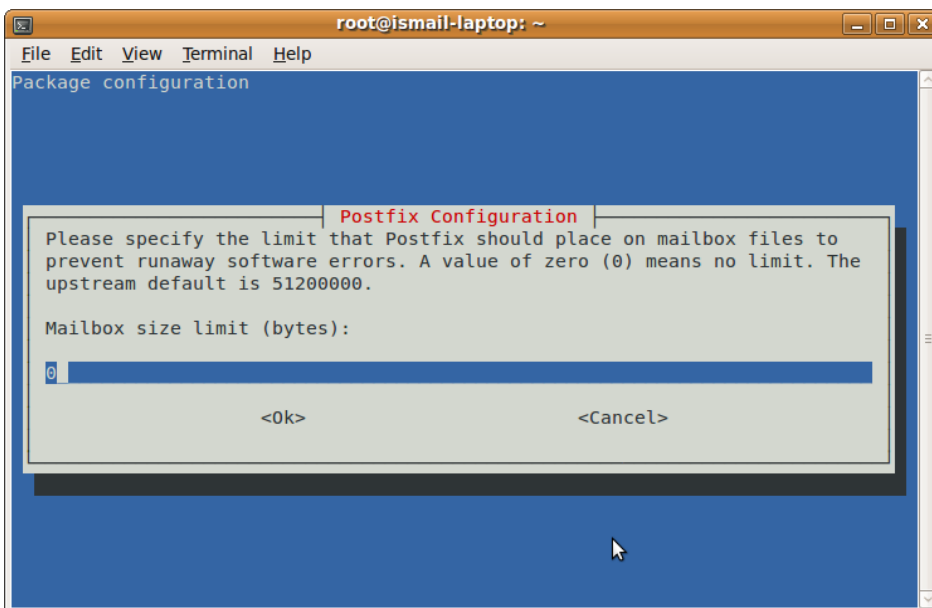 root@ismail-laptop: ~
File Edit View Terminal Help
Package configuration
Postfix Configuration
Please specify the limit that Postfix should place on mailbox files to
prevent runaway software errors. A value of zero (0) means no limit. The
upstream default is 51200000.
Mailbox size limit (bytes):
0_
<Ok> <Cancel>